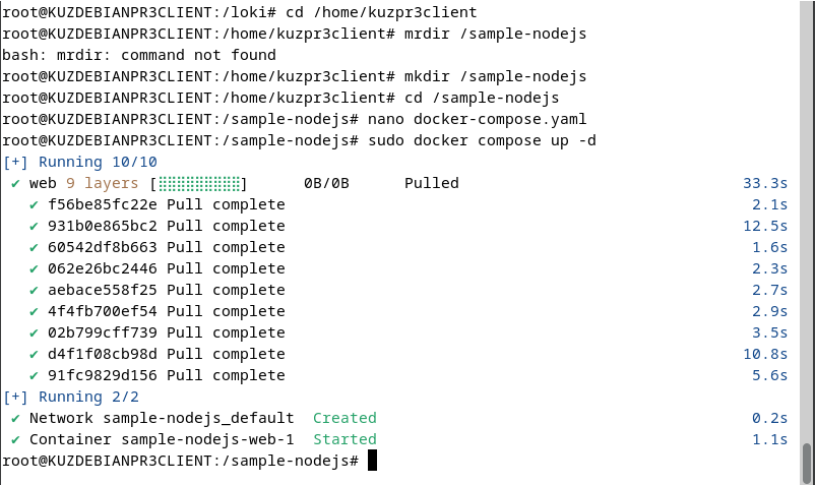 root@KUZDEBIANPR3CLIENT:/loki# cd /home/kuzpr3client
root@KUZDEBIANPR3CLIENT:/home/kuzpr3client# mrdir /sample-nodejs
bash: mrdir: command not found
root@KUZDEBIANPR3CLIENT:/home/kuzpr3client# mkdir /sample-nodejs
root@KUZDEBIANPR3CLIENT:/home/kuzpr3client# cd /sample-nodejs
root@KUZDEBIANPR3CLIENT:/sample-nodejs# nano docker-compose.yaml
root@KUZDEBIANPR3CLIENT:/sample-nodejs# sudo docker compose up -d
[+] Running 10/10
✔ web 9 layers [⣿⣿⣿⣿⣿⣿⣿⣿⣿] 0B/0B Pulled 33.3s
✔ f56be85fc22e Pull complete 2.1s
✔ 931b0e865bc2 Pull complete 12.5s
✔ 60542df8b663 Pull complete 1.6s
✔ 062e26bc2446 Pull complete 2.3s
✔ aebace558f25 Pull complete 2.7s
✔ 4f4fb700ef54 Pull complete 2.9s
✔ 02b799cff739 Pull complete 3.5s
✔ d4f1f08cb98d Pull complete 10.8s
✔ 91fc9829d156 Pull complete 5.6s
[+] Running 2/2
✔ Network sample-nodejs_default Created 0.2s
✔ Container sample-nodejs-web-1 Started 1.1s
root@KUZDEBIANPR3CLIENT:/sample-nodejs#